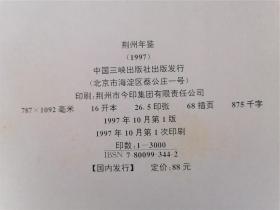 荆州年鉴
(1997)
中国三峡出版社出版发行
(北京市海淀区蔡公庄一号)
印刷:荆州市今印集团有限责任公司
787×1092毫米 16开本 26.5印张 68插页 875千字
1997年10月第1版
1997年10月第1次印刷
印数:1—3000
IBSN 7-80099-344-2
【国内发行】 定价:88元